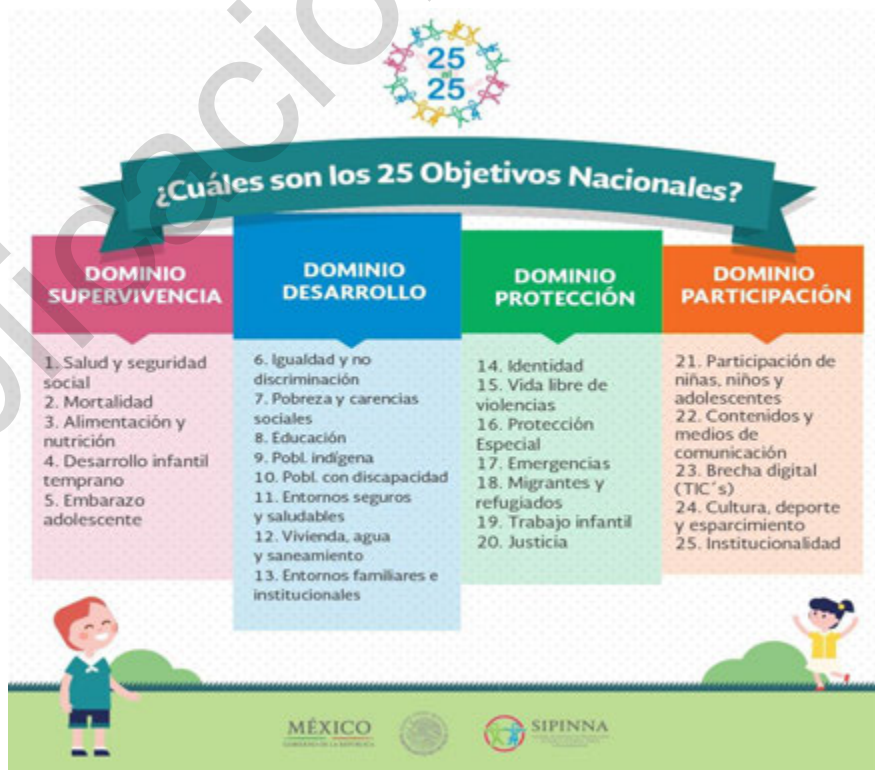 25
al
25
¿Cuáles son los 25 Objetivos Nacionales?
DOMINIO
SUPERVIVENCIA
1. Salud y seguridad
social
2. Mortalidad
3. Alimentación y
nutrición
4. Desarrollo infantil
temprano
5. Embarazo
adolescente
DOMINIO
DESARROLLO
6. Igualdad y no
discriminación
7. Pobreza y carencias
sociales
8. Educación
9. Pobl. indígena
10. Pobl. con discapacidad
11. Entornos seguros
y saludables
12. Vivienda, agua
y saneamiento
13. Entornos familiares e
institucionales
DOMINIO
PROTECCIÓN
14. Identidad
15. Vida libre de
violencias
16. Protección
Especial
17. Emergencias
18. Migrantes y
refugiados
19. Trabajo infantil
20. Justicia
DOMINIO
PARTICIPACIÓN
21. Participación de
niñas, niños y
adolescentes
22. Contenidos y
medios de
comunicación
23. Brecha digital
(TIC´s)
24. Cultura, deporte
y esparcimiento
25. Institucionalidad
MÉXICO
GOBIERNO DE LA REPÚBLICA
SIPINNA